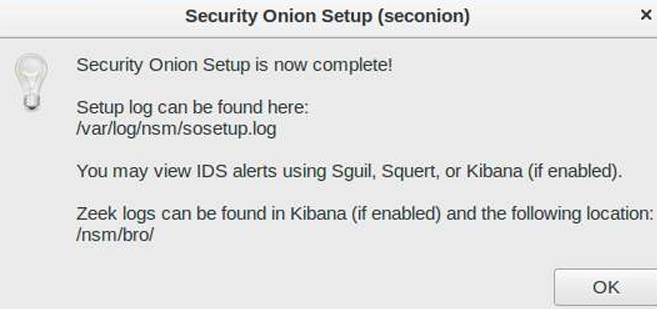 Security Onion Setup (seconion)
Security Onion Setup is now complete!
Setup log can be found here:
/var/log/nsm/sosetup.log
You may view IDS alerts using Sguil, Squert, or Kibana (if enabled).
Zeek logs can be found in Kibana (if enabled) and the following location:
/nsm/bro/
OK